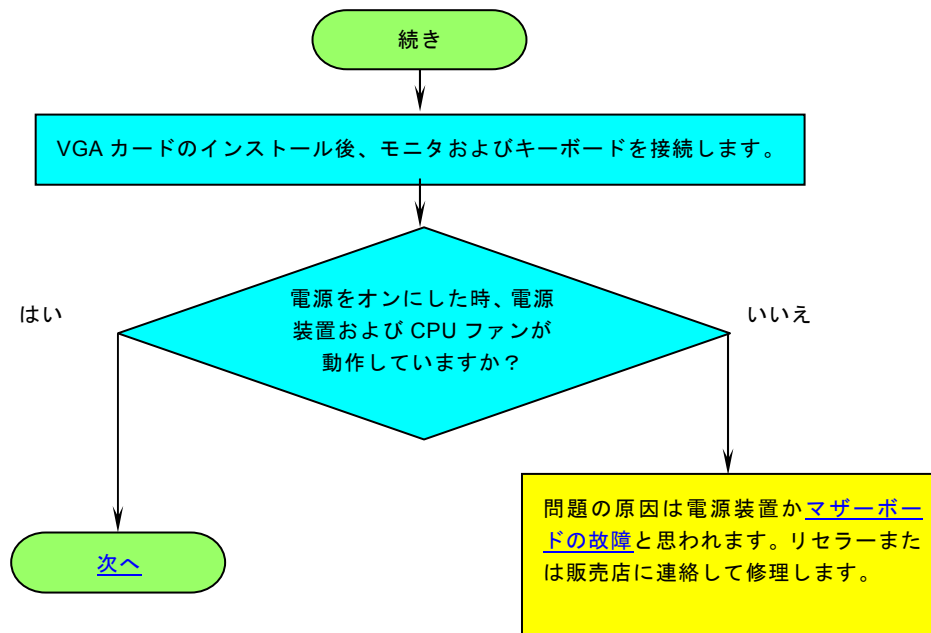 続き
VGA カードのインストール後、モニタおよびキーボードを接続します。
電源をオンにした時、電源
装置および CPU ファンが
動作していますか？
はい
いいえ
次へ
問題の原因は電源装置かマザーボー
ドの故障と思われます。リセラーまた
は販売店に連絡して修理します。